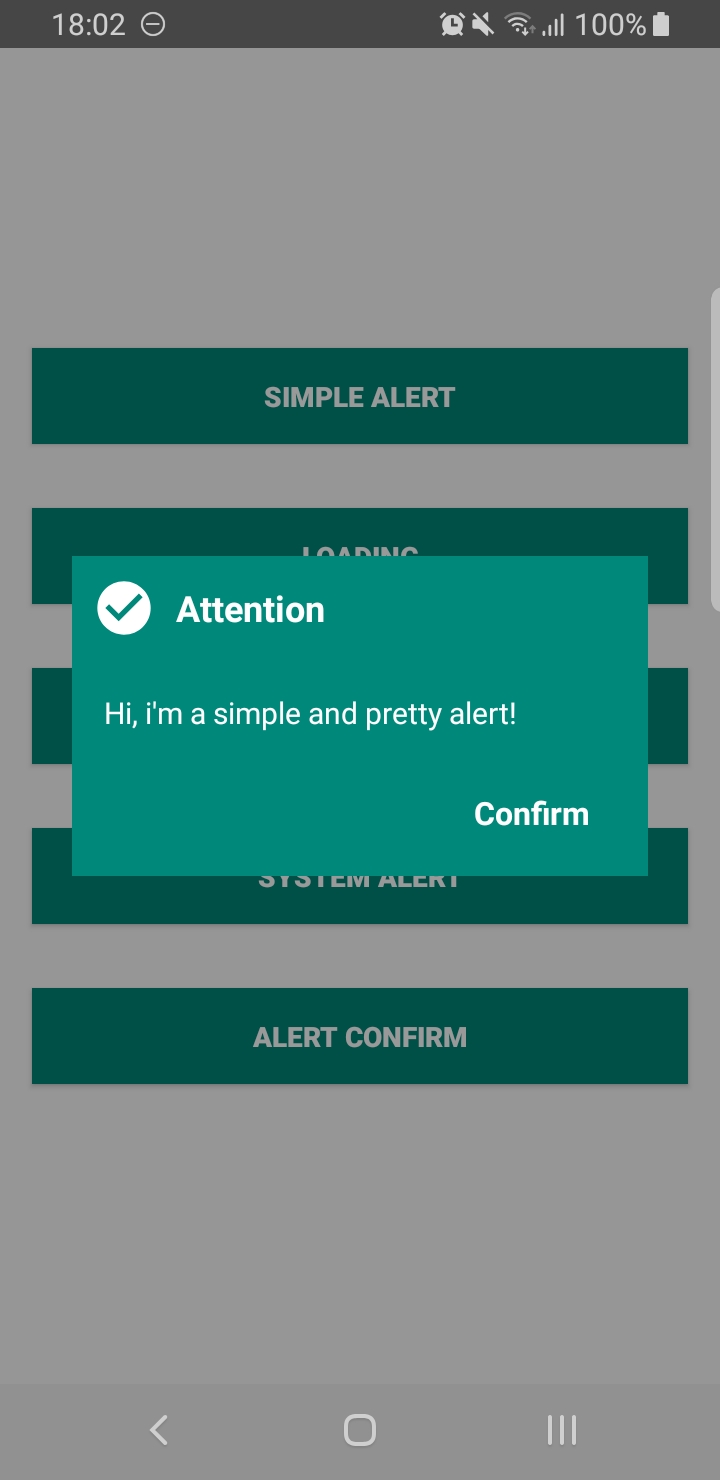 18:02
100%
SIMPLE ALERT
LOADING
Attention
Hi, i'm a simple and pretty alert!
Confirm
SYSTEM ALERT
ALERT CONFIRM